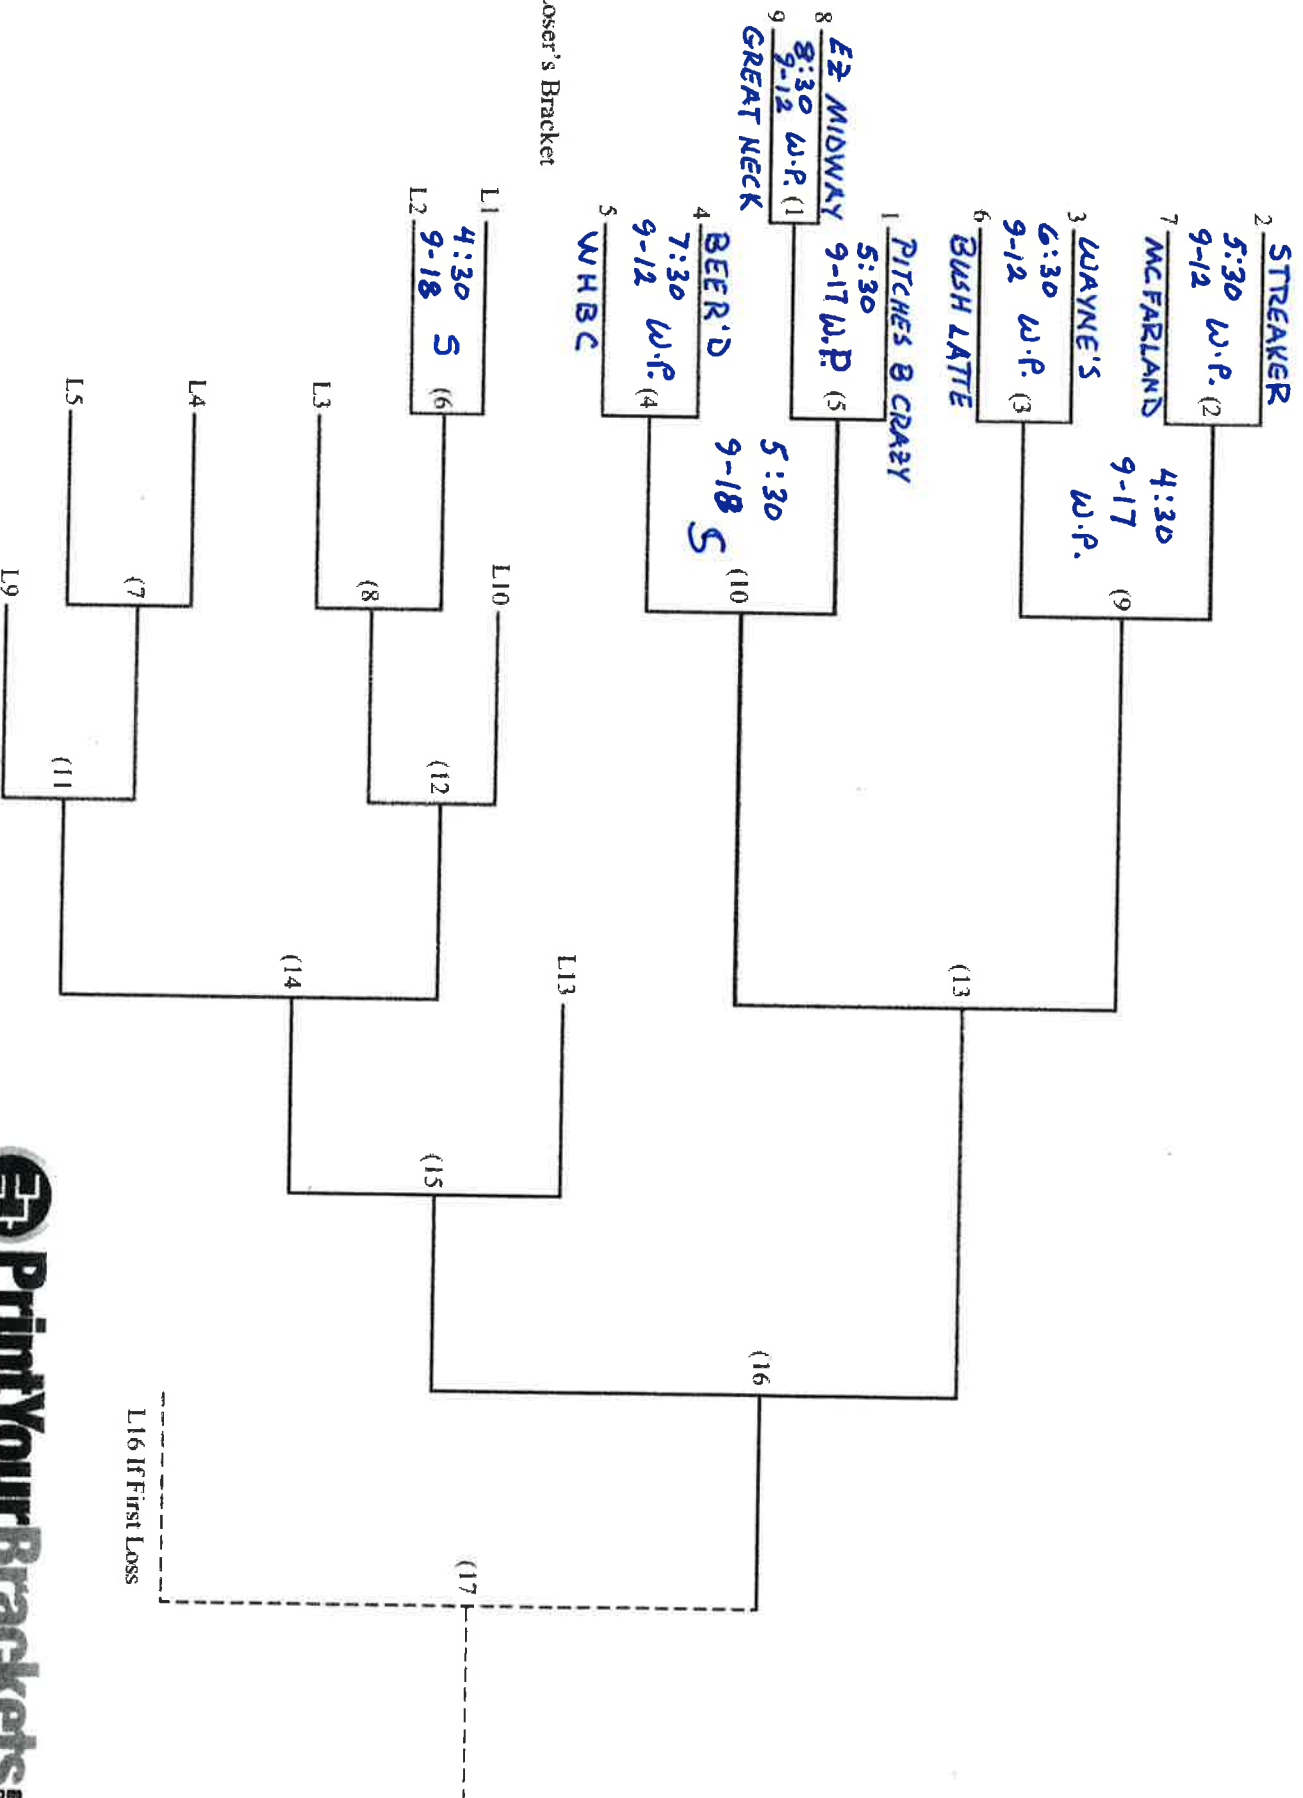 2 STREAKER
5:30
9-12 W.P. (2
7 MCFARLAND
4:30
9-17
W.P.
(9
3 WAYNE'S
6:30
9-12 W.P. (3
6 BUSH LATTE
(13
1 PITCHES B CRAZY
5:30
9-17 W.P. (5
8 EZ MIDWAY
8:30
9-12 W.P. (1
9 GREAT NECK
5:30
9-18 S
(10
4 BEER'D
7:30
9-12 W.P. (4
5 WHBC
(16
Loser's Bracket
L13
L10
L1
4:30
9-18 S (6
L2
(12
(15
(17
L3
(8
(14
L4
(7
L5
(11
L9
L16 If First Loss
PrintYourBrackets